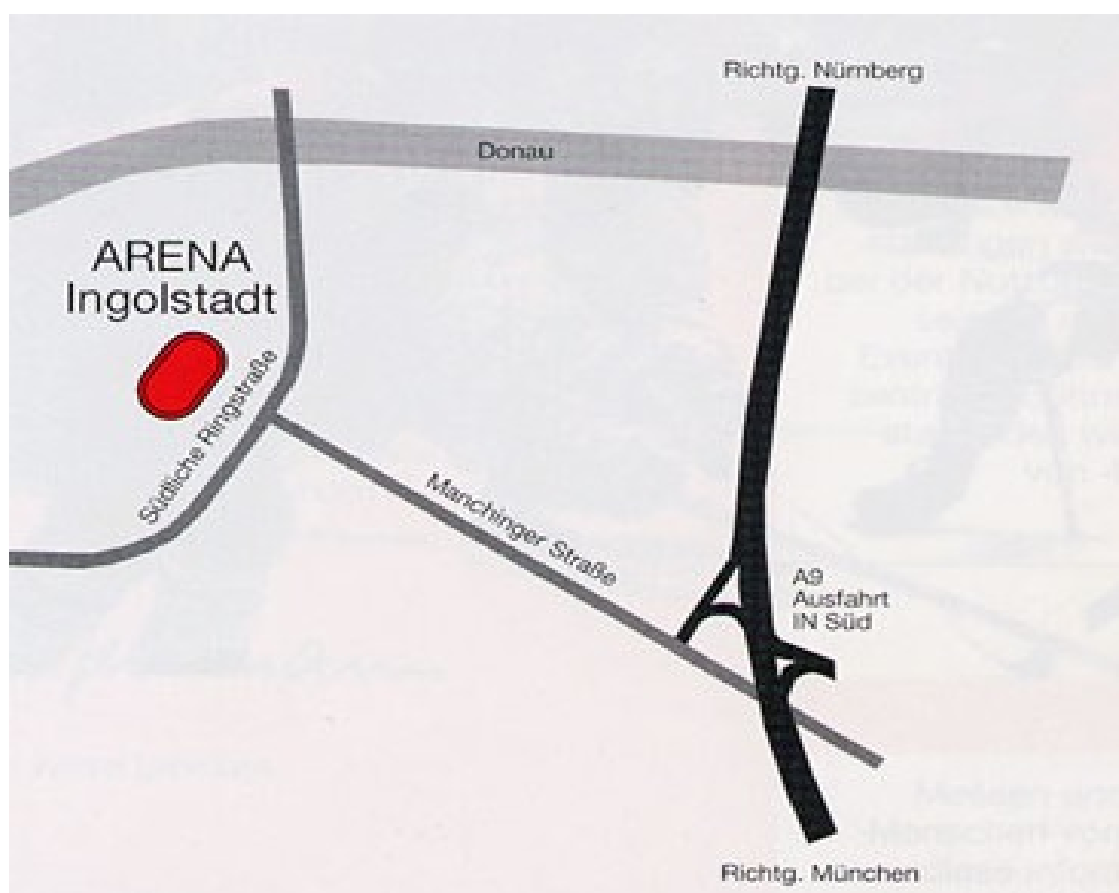 Richtg. Nürnberg
Donau
ARENA
Ingolstadt
Südliche Ringstraße
Manchinger Straße
A9
Ausfahrt
IN Süd
Richtg. München